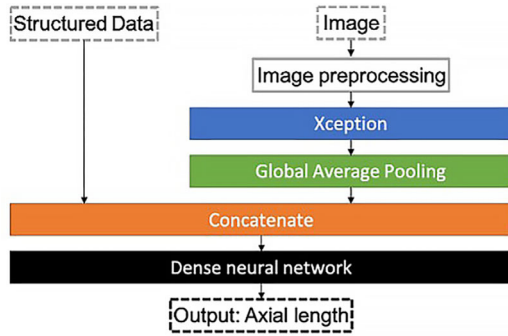 Structured Data
Image
Image preprocessing
Xception
Global Average Pooling
Concatenate
Dense neural network
Output: Axial length